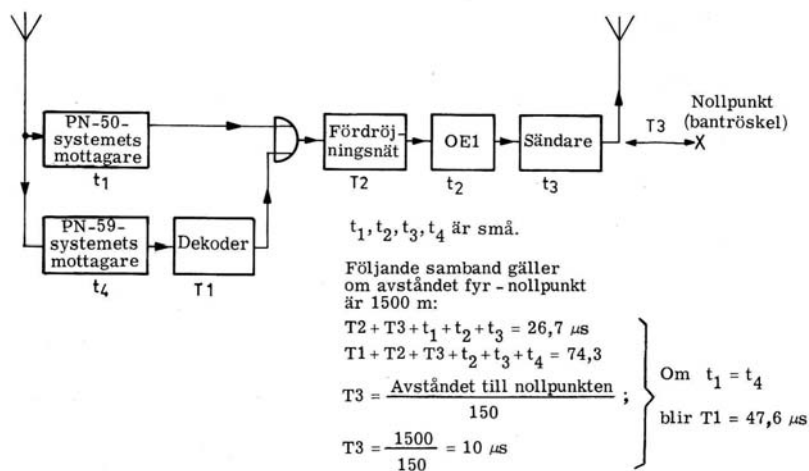 Nollpunkt
(bantröskel)
PN-50-
systemets
mottagare
t₁
Fördröj-
ningsnät
T2
OE1
t₂
Sändare
t₃
T3
X
PN-59-
systemets
mottagare
t₄
Dekoder
T1
t₁, t₂, t₃, t₄ är små.
Följande samband gäller
om avståndet fyr - nollpunkt
är 1500 m:
T2 + T3 + t₁ + t₂ + t₃ = 26,7 μs
T1 + T2 + T3 + t₂ + t₃ + t₄ = 74,3
T3 = Avståndet till nollpunkten / 150 ;
T3 = 1500 / 150 = 10 μs
Om t₁ = t₄
blir T1 = 47,6 μs